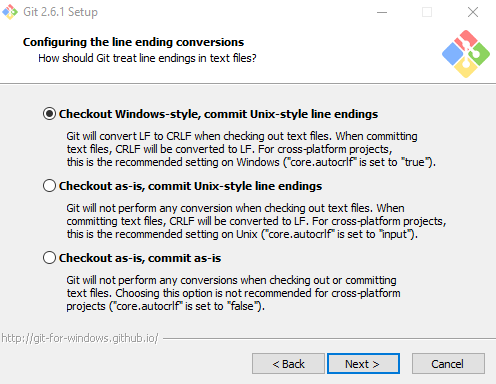 Git 2.6.1 Setup
Configuring the line ending conversions
How should Git treat line endings in text files?
Checkout Windows-style, commit Unix-style line endings
Git will convert LF to CRLF when checking out text files. When committing
text files, CRLF will be converted to LF. For cross-platform projects,
this is the recommended setting on Windows ("core.autocrlf" is set to "true").
Checkout as-is, commit Unix-style line endings
Git will not perform any conversion when checking out text files. When
committing text files, CRLF will be converted to LF. For cross-platform projects,
this is the recommended setting on Unix ("core.autocrlf" is set to "input").
Checkout as-is, commit as-is
Git will not perform any conversions when checking out or committing
text files. Choosing this option is not recommended for cross-platform
projects ("core.autocrlf" is set to "false").
http://git-for-windows.github.io/
< Back
Next >
Cancel